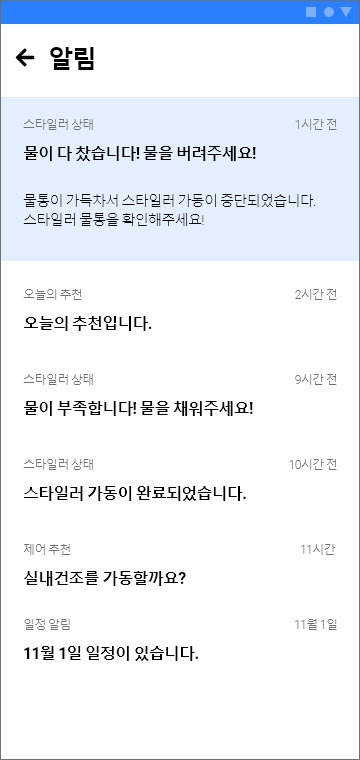 알림
스타일러 상태 1시간 전
물이 다 찼습니다! 물을 버려주세요!
물통이 가득차서 스타일러 가동이 중단되었습니다.
스타일러 물통을 확인해주세요!
오늘의 추천 2시간 전
오늘의 추천입니다.
스타일러 상태 9시간 전
물이 부족합니다! 물을 채워주세요!
스타일러 상태 10시간 전
스타일러 가동이 완료되었습니다.
제어 추천 11시간
실내건조를 가동할까요?
일정 알림 11월 1일
11월 1일 일정이 있습니다.